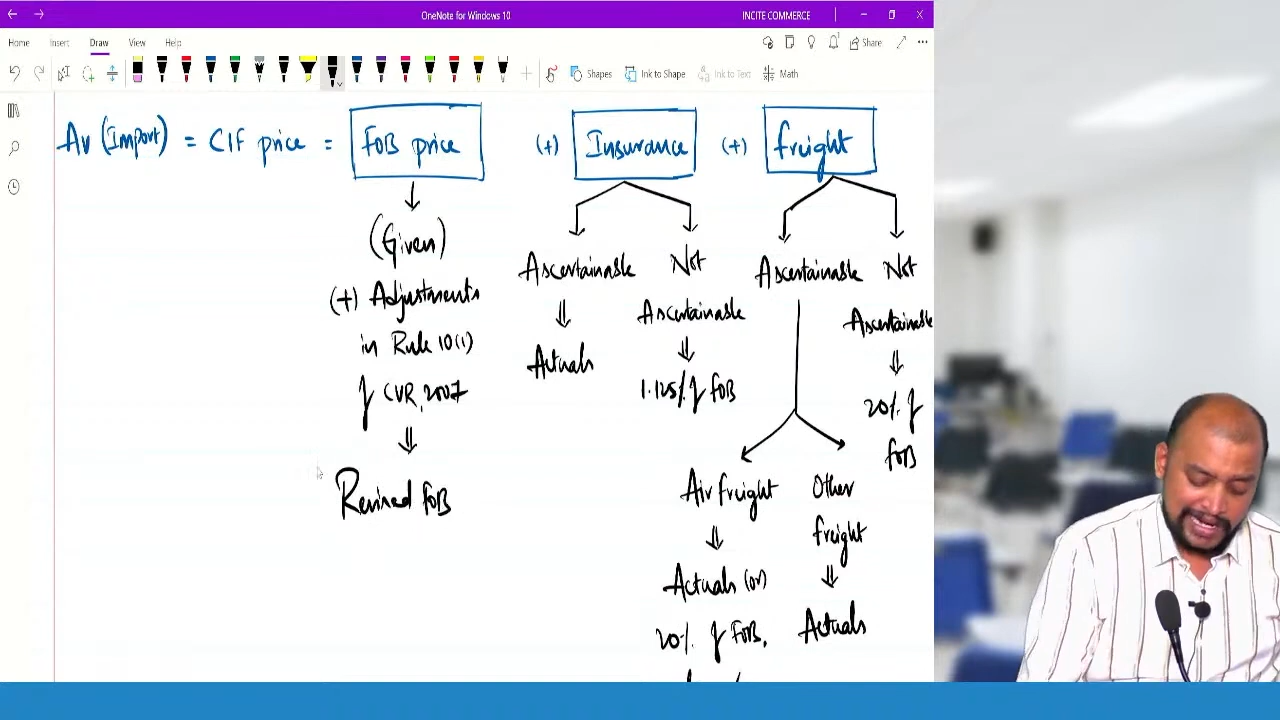 OneNote for Windows 10
INCITE COMMERCE
Home Insert Draw View Help
Share
Shapes
Ink to Shape
Ink to Text
Math
AV (Import) = CIF price = FOB price (+) Insurance (+) freight
(Given)
(+) Adjustments
in Rule 10(1)
of CVR, 2007
⇓
Revised FOB
Ascertainable
⇓
Actuals
Not
Ascertainable
⇓
1.125% of FOB
Ascertainable
Air freight
⇓
Actuals (or)
20% of FOB,
Other
freight
⇓
Actuals
Not
Ascertainable
⇓
20% of
FOB